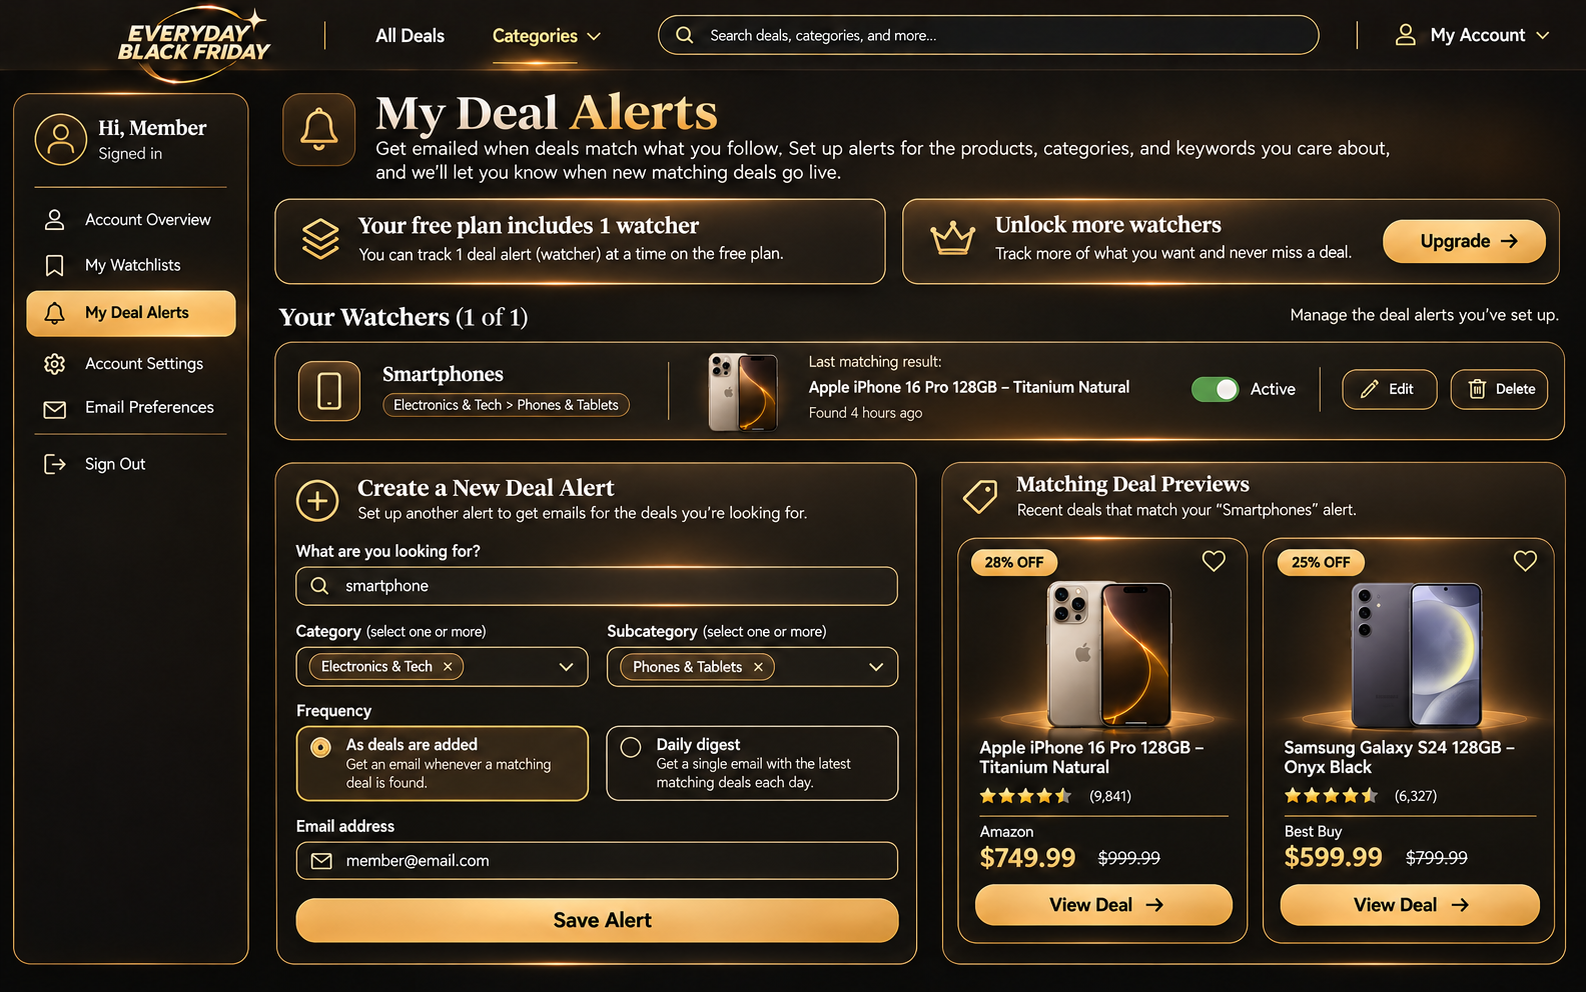 EVERYDAY
BLACK FRIDAY
All Deals
Categories
Search deals, categories, and more...
My Account
Hi, Member
Signed in
Account Overview
My Watchlists
My Deal Alerts
Account Settings
Email Preferences
Sign Out
My Deal Alerts
Get emailed when deals match what you follow. Set up alerts for the products, categories, and keywords you care about,
and we'll let you know when new matching deals go live.
Your free plan includes 1 watcher
You can track 1 deal alert (watcher) at a time on the free plan.
Unlock more watchers
Track more of what you want and never miss a deal.
Upgrade →
Your Watchers (1 of 1)
Manage the deal alerts you've set up.
Smartphones
Electronics & Tech > Phones & Tablets
Last matching result:
Apple iPhone 16 Pro 128GB – Titanium Natural
Found 4 hours ago
Active
Edit
Delete
Create a New Deal Alert
Set up another alert to get emails for the deals you're looking for.
What are you looking for?
smartphone
Category (select one or more)
Electronics & Tech ×
Subcategory (select one or more)
Phones & Tablets ×
Frequency
As deals are added
Get an email whenever a matching
deal is found.
Daily digest
Get a single email with the latest
matching deals each day.
Email address
member@email.com
Save Alert
Matching Deal Previews
Recent deals that match your "Smartphones" alert.
28% OFF
Apple iPhone 16 Pro 128GB –
Titanium Natural
(9,841)
Amazon
$749.99 $999.99
View Deal →
25% OFF
Samsung Galaxy S24 128GB –
Onyx Black
(6,327)
Best Buy
$599.99 $799.99
View Deal →